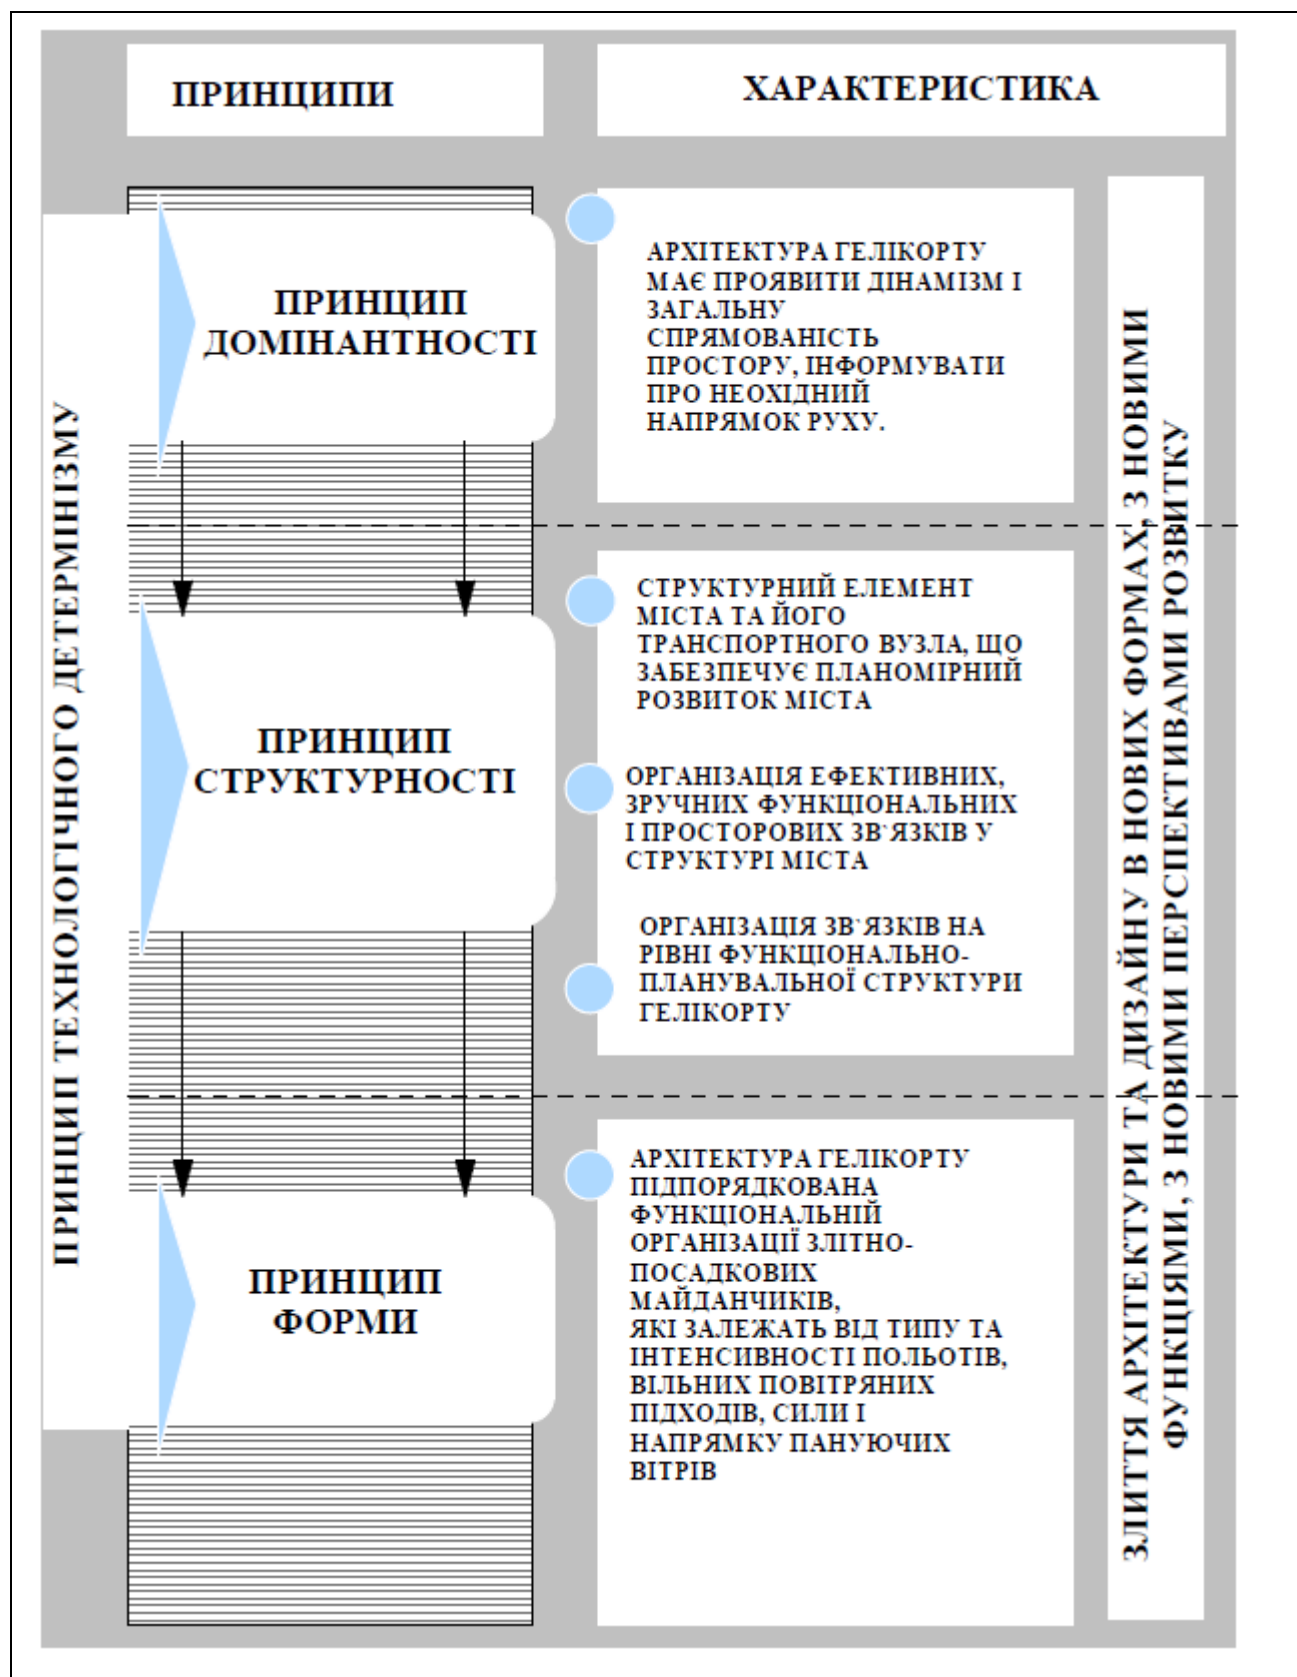 ПРИНЦИПИ
ХАРАКТЕРИСТИКА
ПРИНЦИП ТЕХНОЛОГІЧНОГО ДЕТЕРМІНІЗМУ
ПРИНЦИП
ДОМІНАНТНОСТІ
АРХІТЕКТУРА ГЕЛІКОРТУ
МАЄ ПРОЯВИТИ ДІНАМІЗМ І
ЗАГАЛЬНУ
СПРЯМОВАНІСТЬ
ПРОСТОРУ, ІНФОРМУВАТИ
ПРО НЕОХІДНИЙ
НАПРЯМОК РУХУ.
ПРИНЦИП
СТРУКТУРНОСТІ
СТРУКТУРНИЙ ЕЛЕМЕНТ
МІСТА ТА ЙОГО
ТРАНСПОРТНОГО ВУЗЛА, ЩО
ЗАБЕЗПЕЧУЄ ПЛАНОМІРНИЙ
РОЗВИТОК МІСТА
ОРГАНІЗАЦІЯ ЕФЕКТИВНИХ,
ЗРУЧНИХ ФУНКЦІОНАЛЬНИХ
І ПРОСТОРОВИХ ЗВ`ЯЗКІВ У
СТРУКТУРІ МІСТА
ОРГАНІЗАЦІЯ ЗВ`ЯЗКІВ НА
РІВНІ ФУНКЦІОНАЛЬНО-
ПЛАНУВАЛЬНОЇ СТРУКТУРИ
ГЕЛІКОРТУ
ПРИНЦИП
ФОРМИ
АРХІТЕКТУРА ГЕЛІКОРТУ
ПІДПОРЯДКОВАНА
ФУНКЦІОНАЛЬНІЙ
ОРГАНІЗАЦІЇ ЗЛІТНО-
ПОСАДКОВИХ
МАЙДАНЧИКІВ,
ЯКІ ЗАЛЕЖАТЬ ВІД ТИПУ ТА
ІНТЕНСИВНОСТІ ПОЛЬОТІВ,
ВІЛЬНИХ ПОВІТРЯНИХ
ПІДХОДІВ, СИЛИ І
НАПРЯМКУ ПАНУЮЧИХ
ВІТРІВ
ЗЛИТТЯ АРХІТЕКТУРИ ТА ДИЗАЙНУ В НОВИХ ФОРМАХ, З НОВИМИ
ФУНКЦІЯМИ, З НОВИМИ ПЕРСПЕКТИВАМИ РОЗВИТКУ